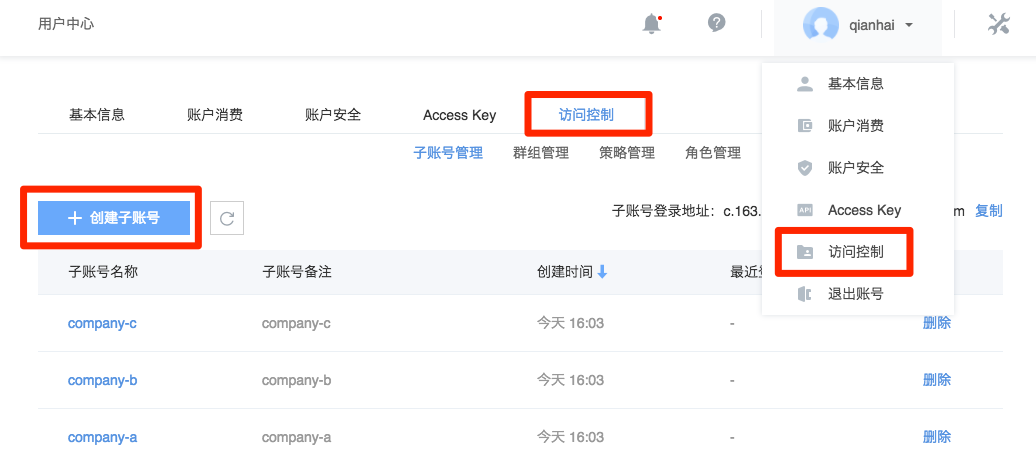 用户中心
qianhai
基本信息 账户消费 账户安全 Access Key 访问控制
子账号管理 群组管理 策略管理 角色管理
基本信息
账户消费
账户安全
API Access Key
访问控制
退出账号
+ 创建子账号
子账号登录地址： c.163. m 复制
子账号名称 子账号备注 创建时间 最近
company-c company-c 今天 16:03 - 删除
company-b company-b 今天 16:03 - 删除
company-a company-a 今天 16:03 - 删除